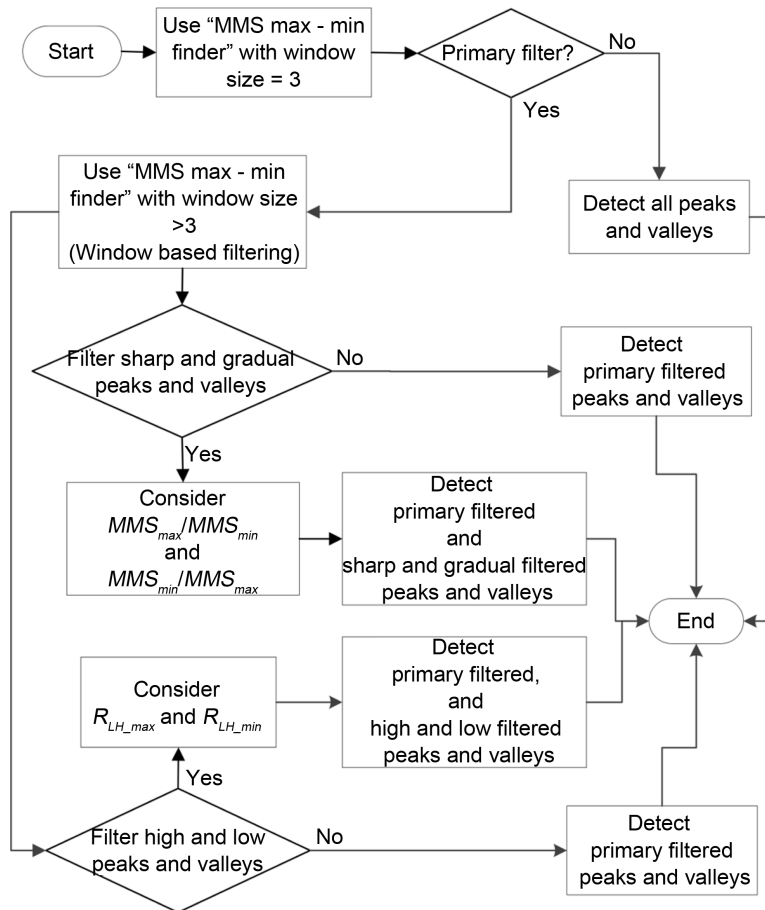 Start
Use “MMS max - min
finder” with window
size = 3
Primary filter?
No
Yes
Use “MMS max - min
finder” with window size
>3
(Window based filtering)
Detect all peaks
and valleys
Filter sharp and gradual
peaks and valleys
No
Detect
primary filtered
peaks and valleys
Yes
Consider
MMSmax/MMSmin
and
MMSmin/MMSmax
Detect
primary filtered
and
sharp and gradual filtered
peaks and valleys
End
Consider
RLH_max and RLH_min
Detect
primary filtered,
and
high and low filtered
peaks and valleys
Yes
Filter high and low
peaks and valleys
No
Detect
primary filtered
peaks and valleys